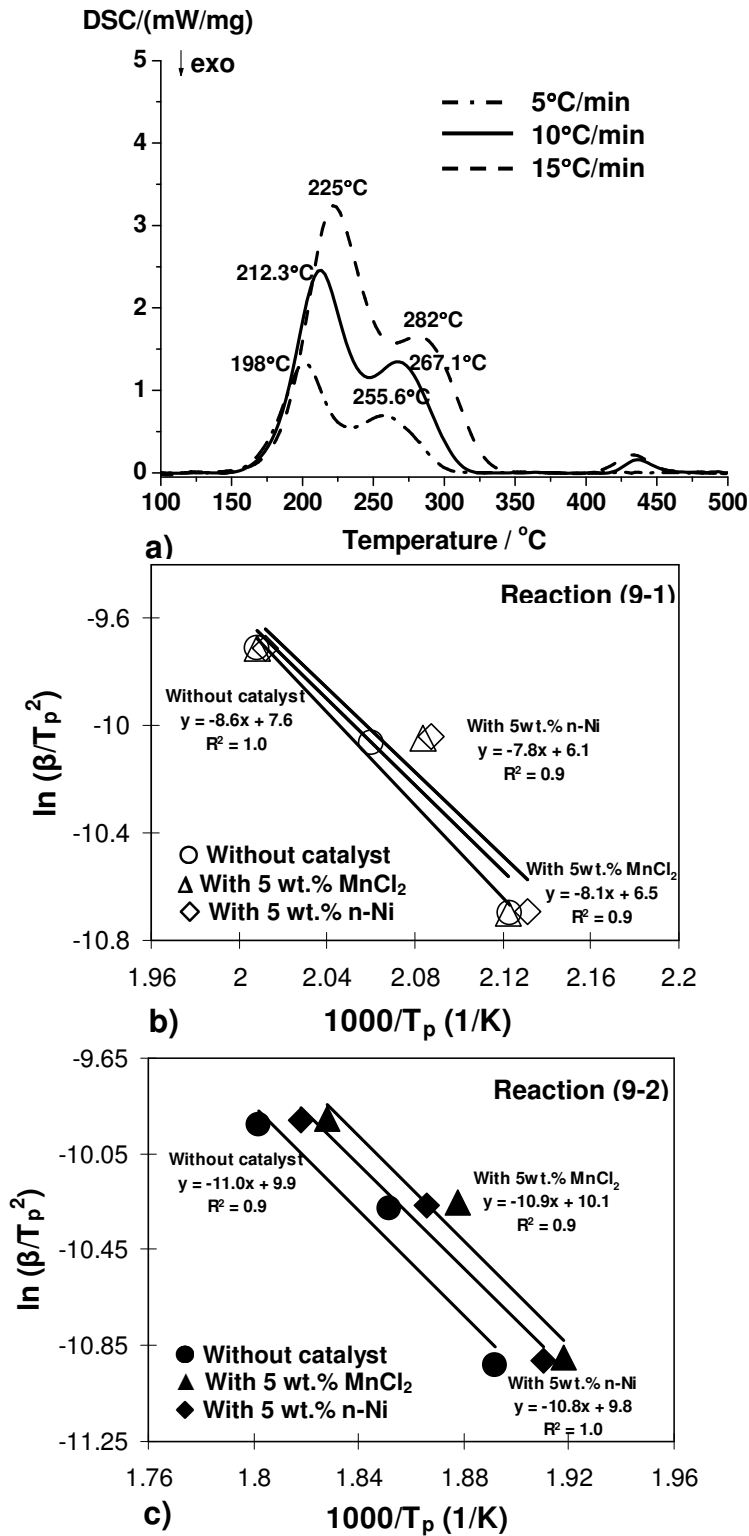 DSC/(mW/mg)
↓ exo
5
4
3
2
1
0
5°C/min
10°C/min
15°C/min
225°C
212.3°C
282°C
198°C
267.1°C
255.6°C
100 150 200 250 300 350 400 450 500
Temperature / °C
a)
Reaction (9-1)
-9.6
-10
-10.4
-10.8
ln (β/Tp²)
Without catalyst
y = -8.6x + 7.6
R² = 1.0
With 5wt.% n-Ni
y = -7.8x + 6.1
R² = 0.9
With 5wt.% MnCl₂
y = -8.1x + 6.5
R² = 0.9
Without catalyst
With 5 wt.% MnCl₂
With 5 wt.% n-Ni
1.96 2 2.04 2.08 2.12 2.16 2.2
b)
1000/Tp (1/K)
Reaction (9-2)
-9.65
-10.05
-10.45
-10.85
-11.25
ln (β/Tp²)
Without catalyst
y = -11.0x + 9.9
R² = 0.9
With 5wt.% MnCl₂
y = -10.9x + 10.1
R² = 0.9
With 5wt.% n-Ni
y = -10.8x + 9.8
R² = 1.0
Without catalyst
With 5 wt.% MnCl₂
With 5 wt.% n-Ni
1.76 1.8 1.84 1.88 1.92 1.96
c)
1000/Tp (1/K)